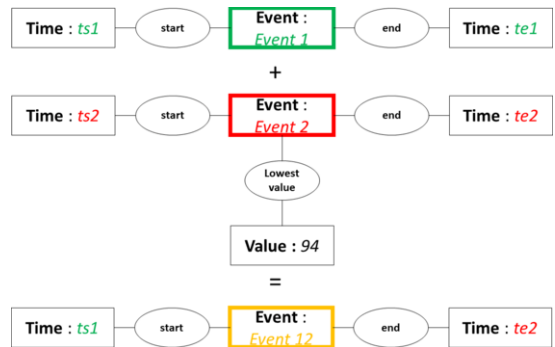 Time : ts1 start Event : Event 1 end Time : te1
+
Time : ts2 start Event : Event 2 end Time : te2
Lowest
value
Value : 94
=
Time : ts1 start Event : Event 12 end Time : te2